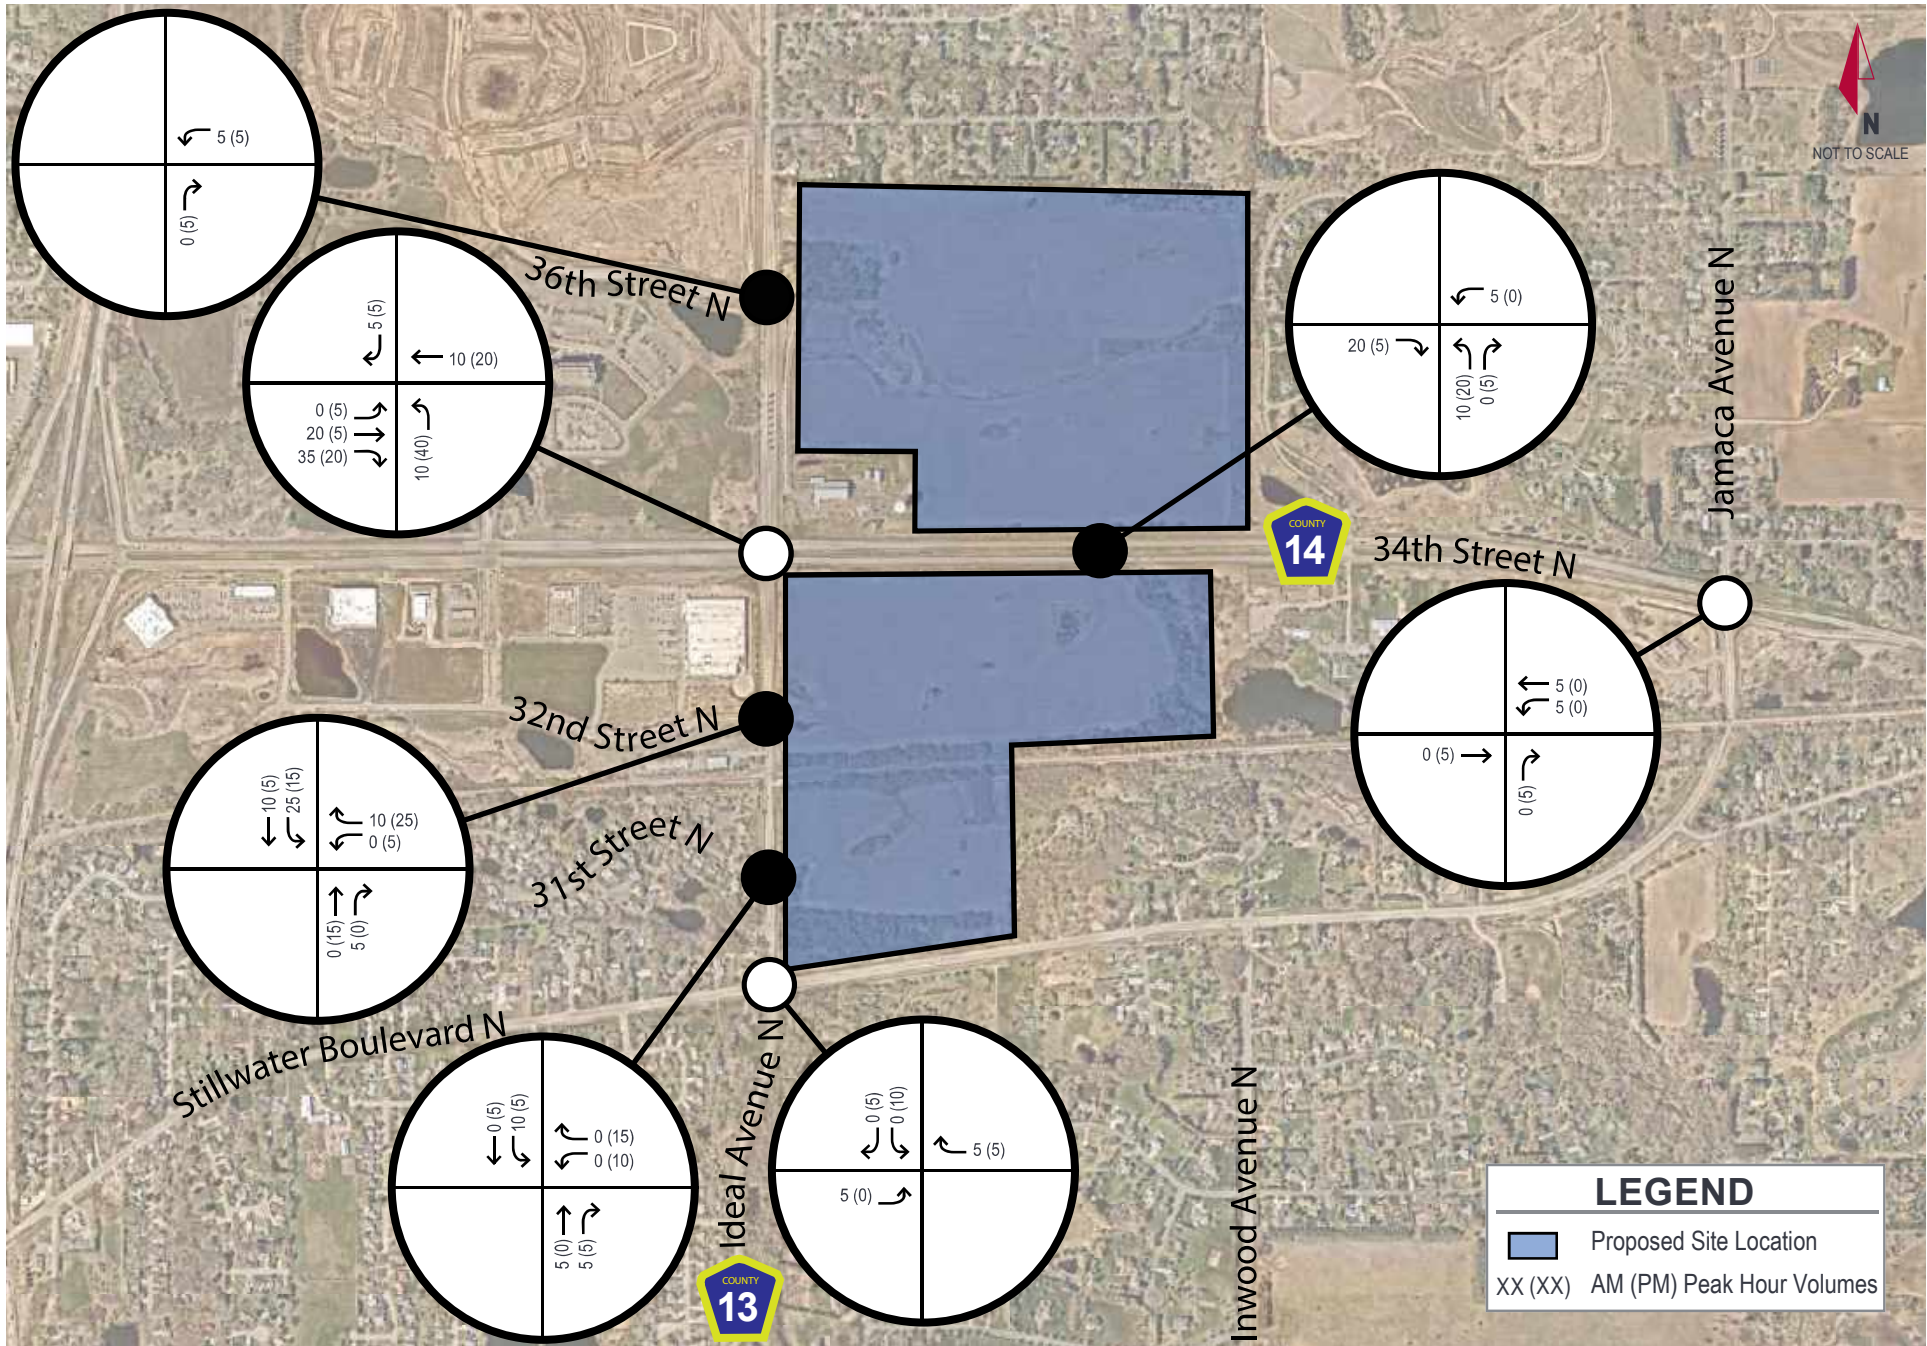 5 (5)
0 (5)
N
NOT TO SCALE
36th Street N
5 (5)
10 (20)
0 (5)
20 (5)
35 (20)
10 (40)
5 (0)
20 (5)
10 (20)
0 (5)
Jamaca Avenue N
COUNTY
14
34th Street N
5 (0)
5 (0)
0 (5)
0 (5)
32nd Street N
10 (5)
25 (15)
10 (25)
0 (5)
0 (15)
5 (0)
31st Street N
Stillwater Boulevard N
0 (5)
10 (5)
0 (15)
0 (10)
5 (0)
5 (5)
Ideal Avenue N
COUNTY
13
0 (5)
0 (10)
5 (5)
5 (0)
Inwood Avenue N
LEGEND
Proposed Site Location
XX (XX) AM (PM) Peak Hour Volumes